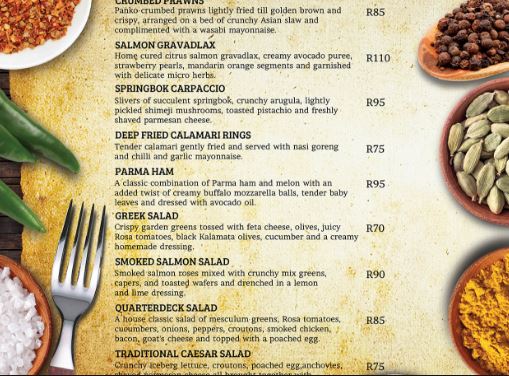 CRUMBED PRAWNS
Panko crumbed prawns lightly fried till golden brown and R85
crispy, arranged on a bed of crunchy Asian slaw and
complimented with a wasabi mayonnaise.
SALMON GRAVADLAX
Home cured citrus salmon gravadlax, creamy avocado puree, R110
strawberry pearls, mandarin orange segments and garnished
with delicate micro herbs.
SPRINGBOK CARPACCIO
Slivers of succulent springbok, crunchy arugula, lightly R95
pickled shimeji mushrooms, toasted pistachio and freshly
shaved parmesan cheese.
DEEP FRIED CALAMARI RINGS
Tender calamari gently fried and served with nasi goreng R75
and chilli and garlic mayonnaise.
PARMA HAM
A classic combination of Parma ham and melon with an R95
added twist of creamy buffalo mozzarella balls, tender baby
leaves and dressed with avocado oil.
GREEK SALAD
Crispy garden greens tossed with feta cheese, olives, juicy R70
Rosa tomatoes, black Kalamata olives, cucumber and a creamy
homemade dressing.
SMOKED SALMON SALAD
Smoked salmon roses mixed with crunchy mix greens, R90
capers, and toasted wafers and drenched in a lemon
and lime dressing.
QUARTERDECK SALAD
A house classic salad of mesculum greens, Rosa tomatoes, R85
cucumbers, onions, peppers, croutons, smoked chicken,
bacon, goat's cheese and topped with a poached egg.
TRADITIONAL CAESAR SALAD
Crunchy iceberg lettuce, croutons, poached egg,anchovies, R75
shaved parmesan cheese all brought together with